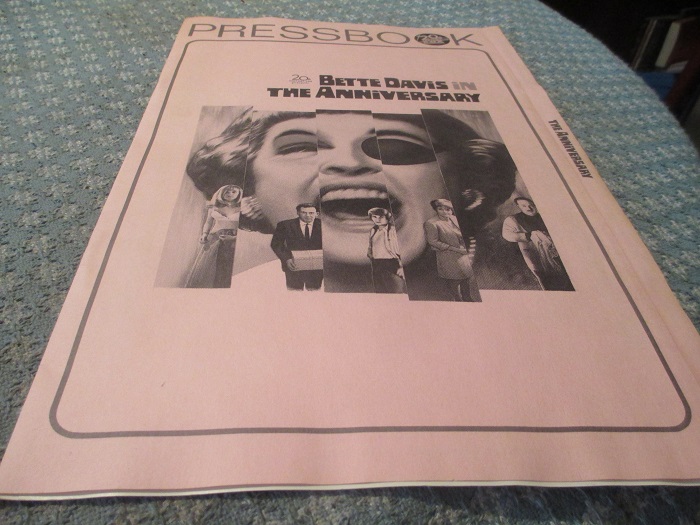 PRESSBOOK
20th
BETTE DAVIS IN
THE ANNIVERSARY
THE ANNIVERSARY